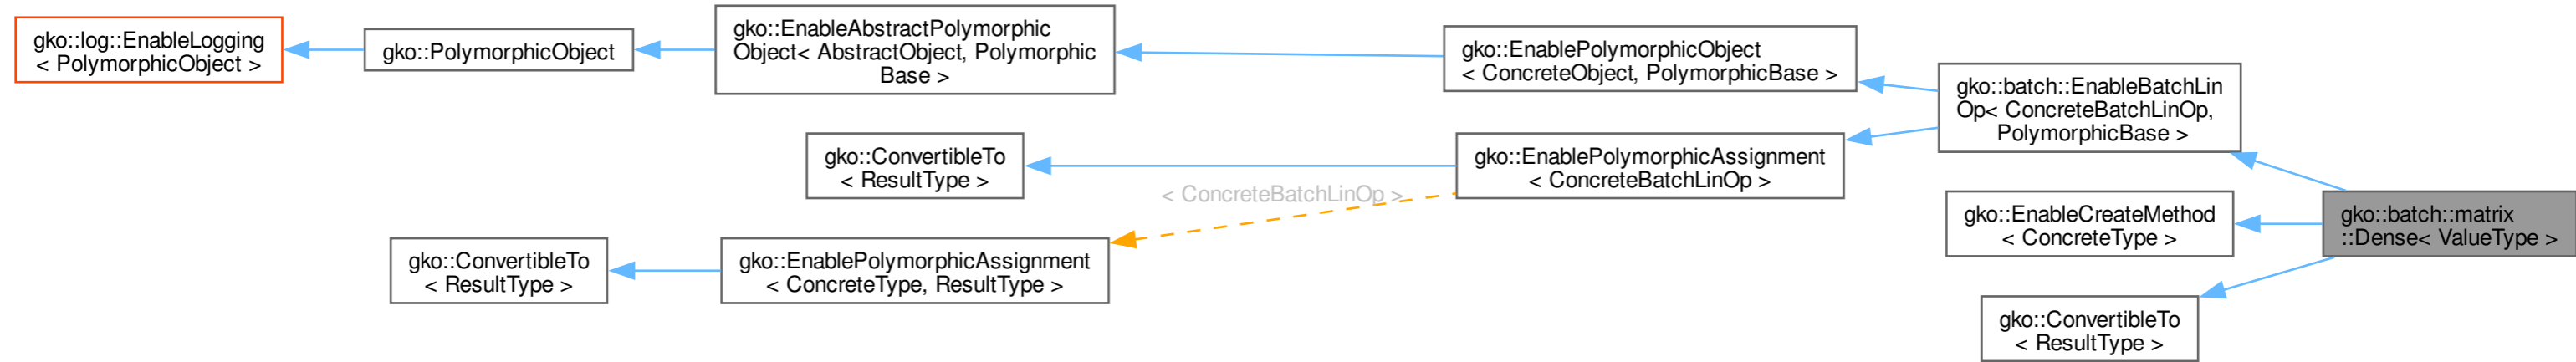 gko::log::EnableLogging
< PolymorphicObject >
gko::PolymorphicObject
gko::EnableAbstractPolymorphic
Object< AbstractObject, Polymorphic
Base >
gko::EnablePolymorphicObject
< ConcreteObject, PolymorphicBase >
gko::batch::EnableBatchLin
Op< ConcreteBatchLinOp,
PolymorphicBase >
gko::ConvertibleTo
< ResultType >
gko::EnablePolymorphicAssignment
< ConcreteBatchLinOp >
< ConcreteBatchLinOp >
gko::EnableCreateMethod
< ConcreteType >
gko::batch::matrix
::Dense< ValueType >
gko::ConvertibleTo
< ResultType >
gko::EnablePolymorphicAssignment
< ConcreteType, ResultType >
gko::ConvertibleTo
< ResultType >